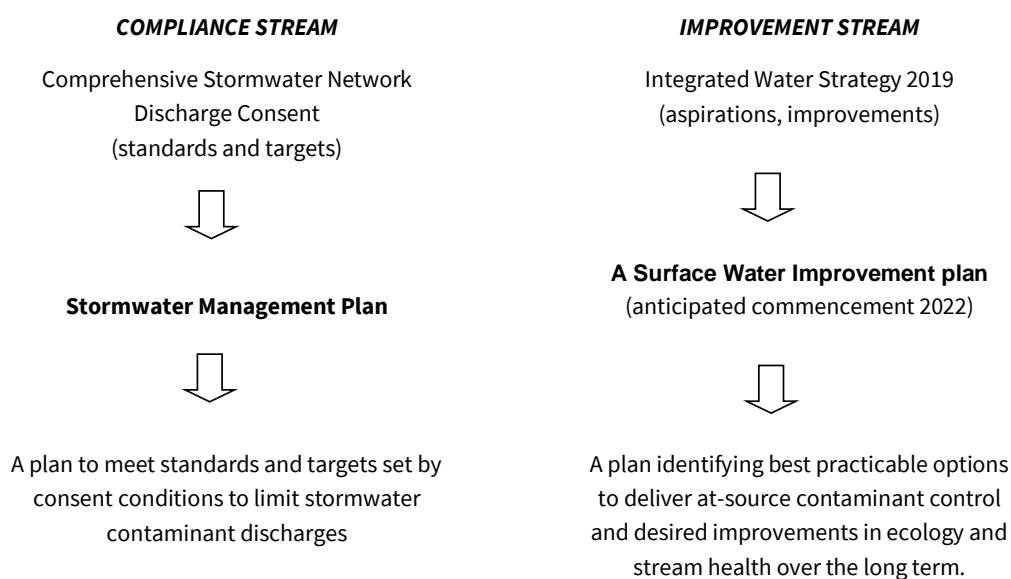 COMPLIANCE STREAM
Comprehensive Stormwater Network
Discharge Consent
(standards and targets)
Stormwater Management Plan
A plan to meet standards and targets set by
consent conditions to limit stormwater
contaminant discharges
IMPROVEMENT STREAM
Integrated Water Strategy 2019
(aspirations, improvements)
A Surface Water Improvement plan
(anticipated commencement 2022)
A plan identifying best practicable options
to deliver at-source contaminant control
and desired improvements in ecology and
stream health over the long term.